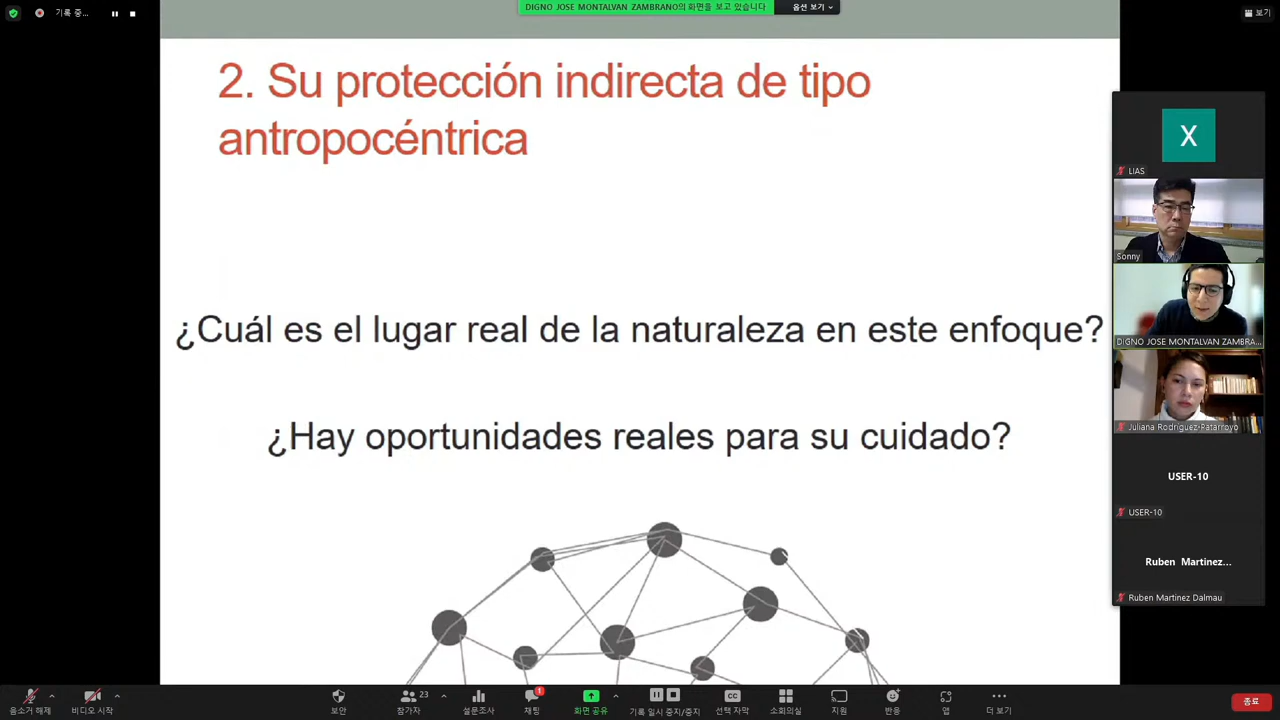 기록 중...
DIGNO JOSE MONTALVAN ZAMBRANO의 화면을 보고 있습니다
옵션 보기
보기
2. Su protección indirecta de tipo
antropocéntrica
¿Cuál es el lugar real de la naturaleza en este enfoque?
¿Hay oportunidades reales para su cuidado?
X
LIAS
Sonny
DIGNO JOSE MONTALVAN ZAMBRA...
Juliana Rodriguez-Patarroyo
USER-10
USER-10
Ruben Martinez...
Ruben Martinez Dalmau
음소거 해제
비디오 시작
보안
23
참가자
설문조사
1
채팅
화면 공유
기록 일시 중지/중지
선택 자막
소회의실
지원
반응
앱
더 보기
종료